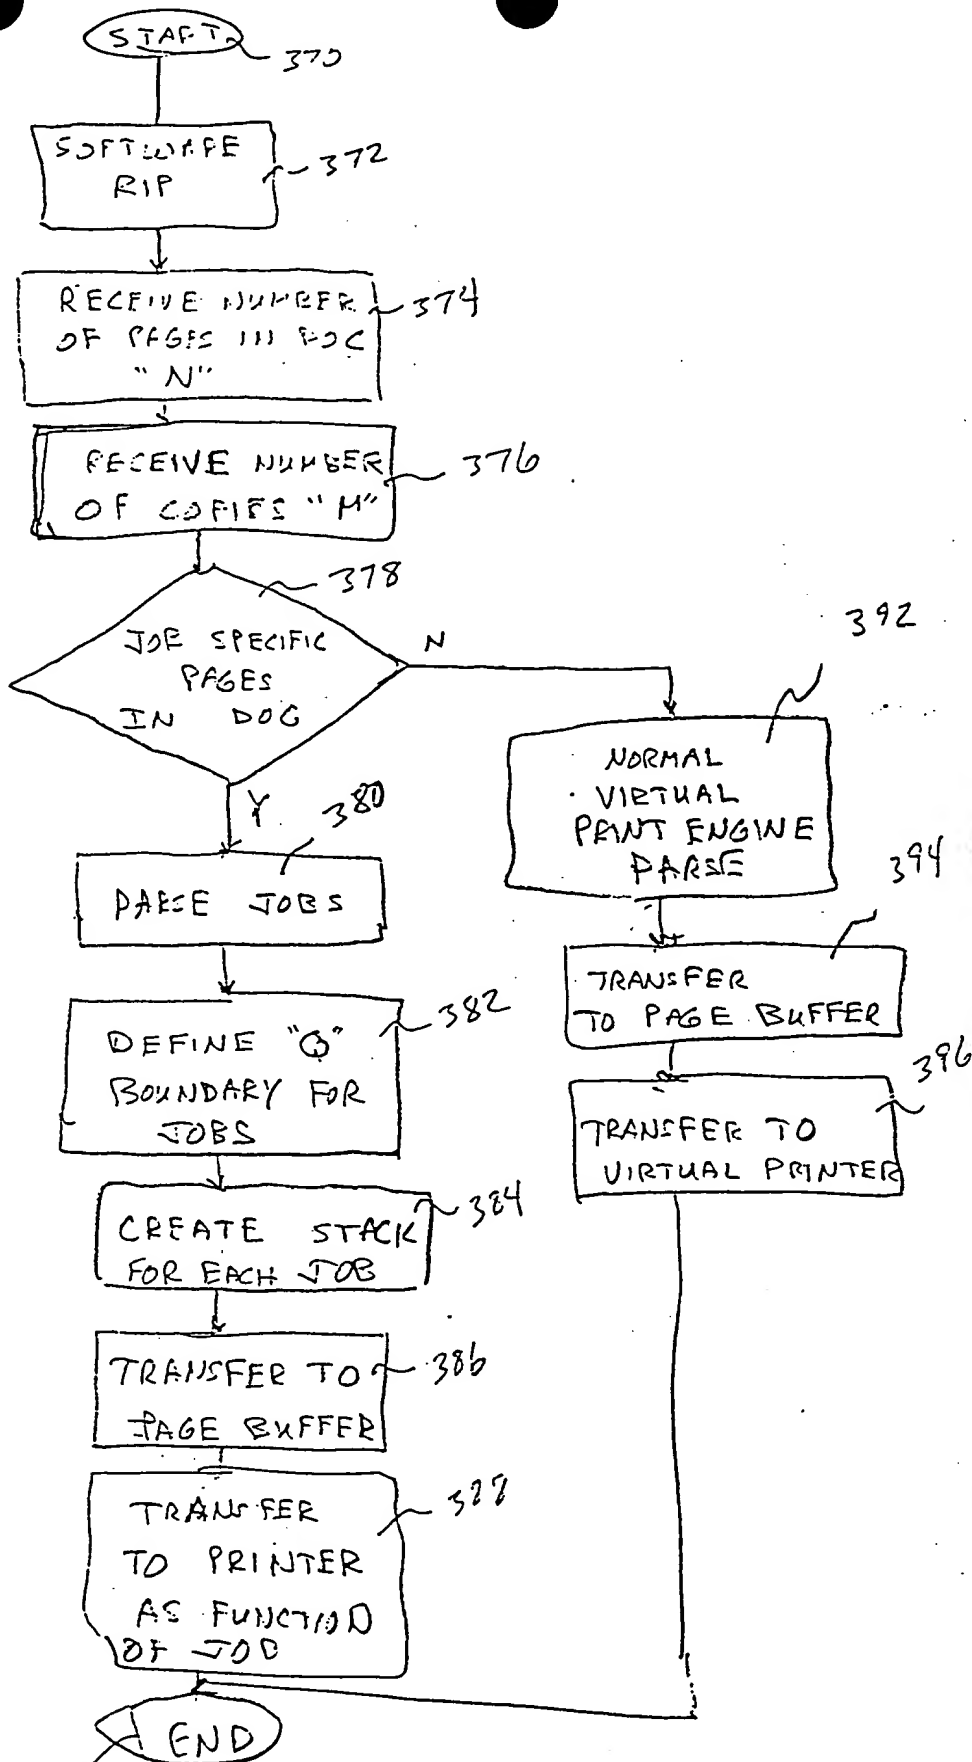 START
370
SOFTWARE
RIP
372
RECEIVE NUMBER
OF PAGES IN DOC
"N"
374
RECEIVE NUMBER
OF COPIES "M"
376
378
JOB SPECIFIC
PAGES
IN DOC
N
Y
392
NORMAL
VIRTUAL
PRINT ENGINE
PARSE
380
PARSE JOBS
394
TRANSFER
TO PAGE BUFFER
382
DEFINE "Q"
BOUNDARY FOR
JOBS
396
TRANSFER TO
VIRTUAL PRINTER
384
CREATE STACK
FOR EACH JOB
386
TRANSFER TO
PAGE BUFFER
TRANSFER
TO PRINTER
AS FUNCTION
OF JOB
END